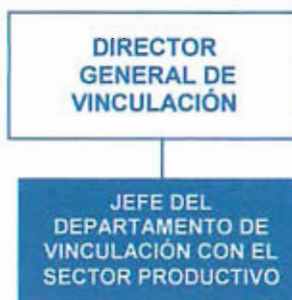 DIRECTOR
GENERAL DE
VINCULACIÓN
JEFE DEL
DEPARTAMENTO DE
VINCULACIÓN CON EL
SECTOR PRODUCTIVO